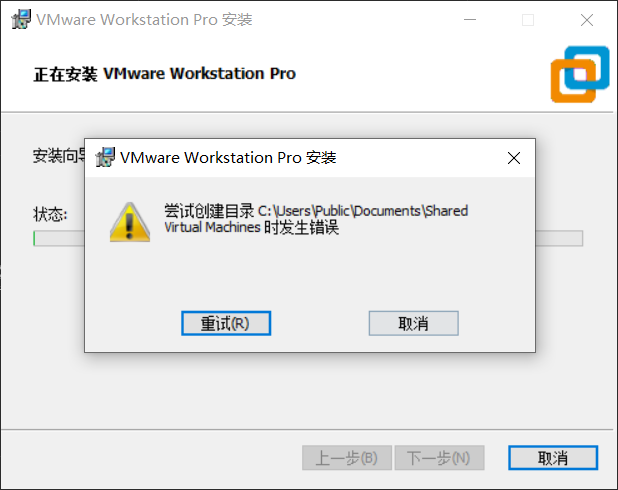 VMware Workstation Pro 安装
正在安装 VMware Workstation Pro
安装向导
VMware Workstation Pro 安装
状态:
尝试创建目录 C:\Users\Public\Documents\Shared
Virtual Machines 时发生错误
重试(R)
取消
上一步(B)
下一步(N)
取消